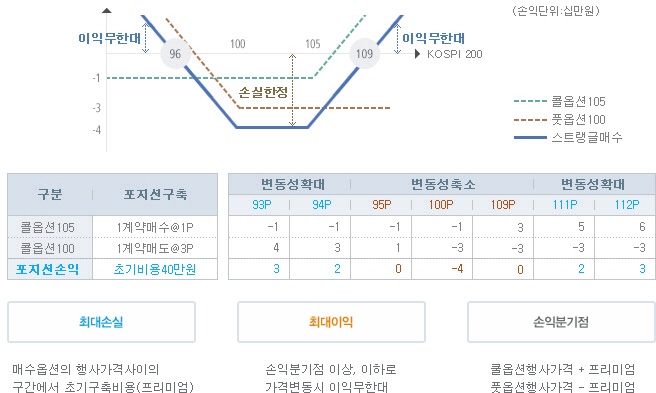 (손익단위:십만원)
이익무한대
이익무한대
96
100
105
109
KOSPI 200
-1
손실한정
-3
-4
콜옵션105
풋옵션100
스트랭글매수
구분 포지션구축 변동성확대 변동성축소 변동성확대
93P 94P 95P 100P 109P 111P 112P
콜옵션105 1계약매수@1P -1 -1 -1 -1 3 5 6
콜옵션100 1계약매도@3P 4 3 1 -3 -3 -3 -3
포지션손익 초기비용40만원 3 2 0 -4 0 2 3
최대손실
최대이익
손익분기점
매수옵션의 행사가격사이의
구간에서 초기구축비용(프리미엄)
손익분기점 이상, 이하로
가격변동시 이익무한대
콜옵션행사가격 + 프리미엄
풋옵션행사가격 - 프리미엄